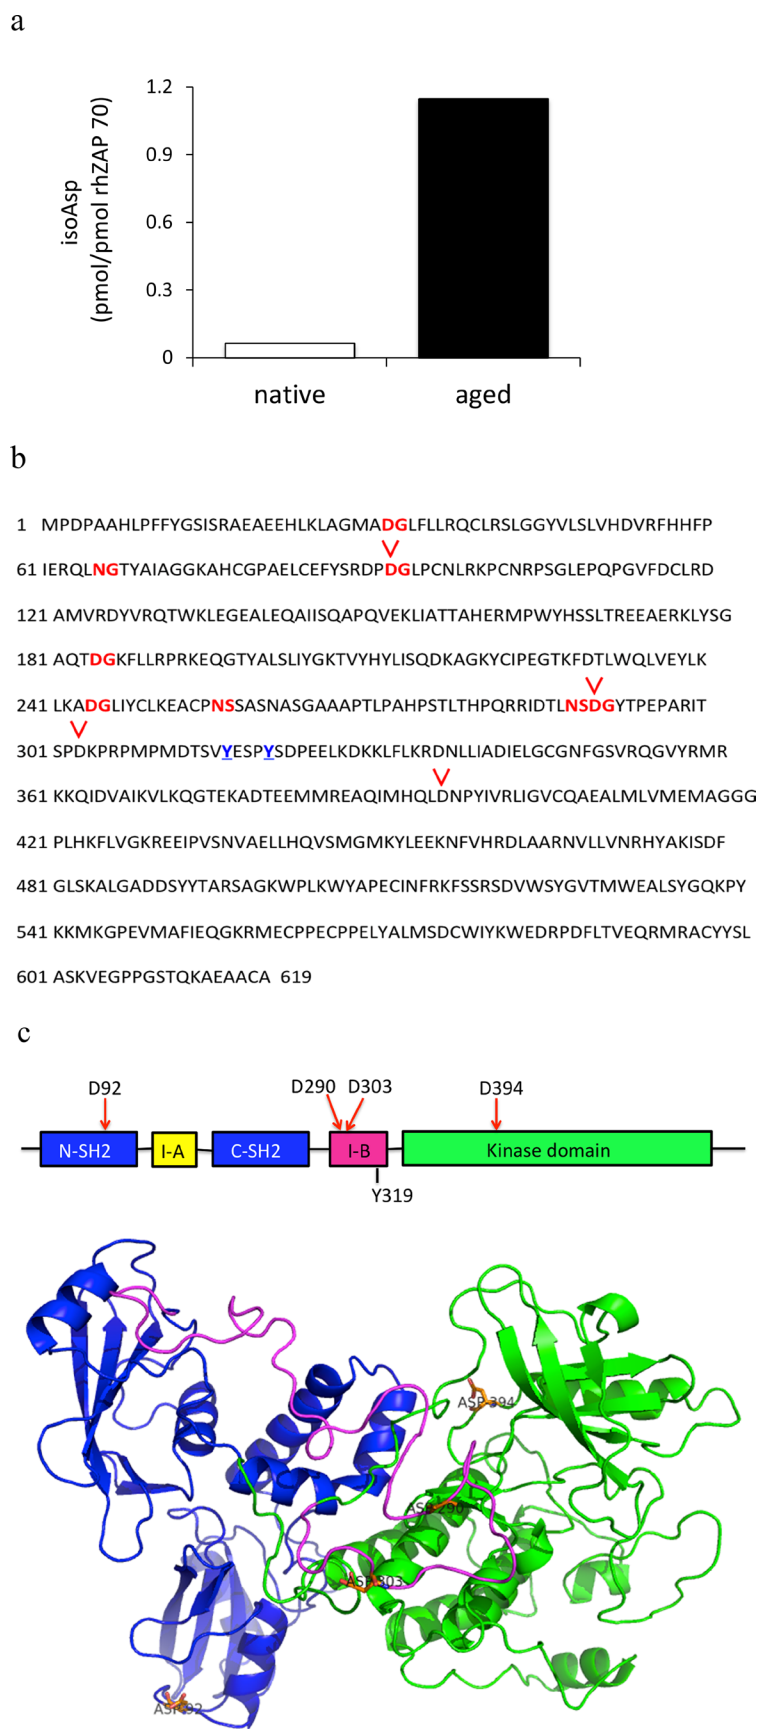 a
1.2
0.9
0.6
0.3
0
isoAsp
(pmol/pmol rhZAP 70)
native aged
b
1 MPDPAAHLPFFYGSISRAEAEEHLKLAGMADGLFLLRQCLRSLGGYVLSLVHDVRFHHFP
61 IERQLNGTYAIAGGKAHCGPAELCEFYSRDPDGLPCNLRKPCNRPSGLEPQPGVFDCLRD
121 AMVRDYVRQTWKLEGEALEQAIISQAPQVEKLIATTAHERMPWYHSSLTREEAERKLYSG
181 AQTDGKFLLRPRKEQGTYALSLIYGKTVYHYLISQDKAGKYCIPEGTKFDTLWQLVEYLK
241 LKADGLIYCLKEACPNSSASNASGAAAPTLPAHPSTLTHPQRRIDTLNSDGYTPEPARIT
301 SPDKPRPMPMDTSVYESPYSDPEELKDKKLFLKRDNLLIADIELGCGNFGSVRQGVYRMR
361 KKQIDVAIKVLKQGTEKADTEEMMREAQIMHQLDNPYIVRLIGVCQAEALMLVMEMAGGG
421 PLHKFLVGKREEIPVSNVAELLHQVSMGMKYLEEKNFVHRDLAARNVLLVNRHYAKISDF
481 GLSKALGADDSYYTARSAGKWPLKWYAPECINFRKFSSRSDVWSYGVTMWEALSYGQKPY
541 KKMKGPEVMAFIEQGKRMECPPECPPELYALMSDCWIYKWEDRPDFLTVEQRMRACYYSL
601 ASKVEGPPGSTQKAEAACA 619
c
D92 D290 D303 D394
N-SH2 I-A C-SH2 I-B Kinase domain
Y319
ASP 394
ASP 290
ASP 303
ASP 92